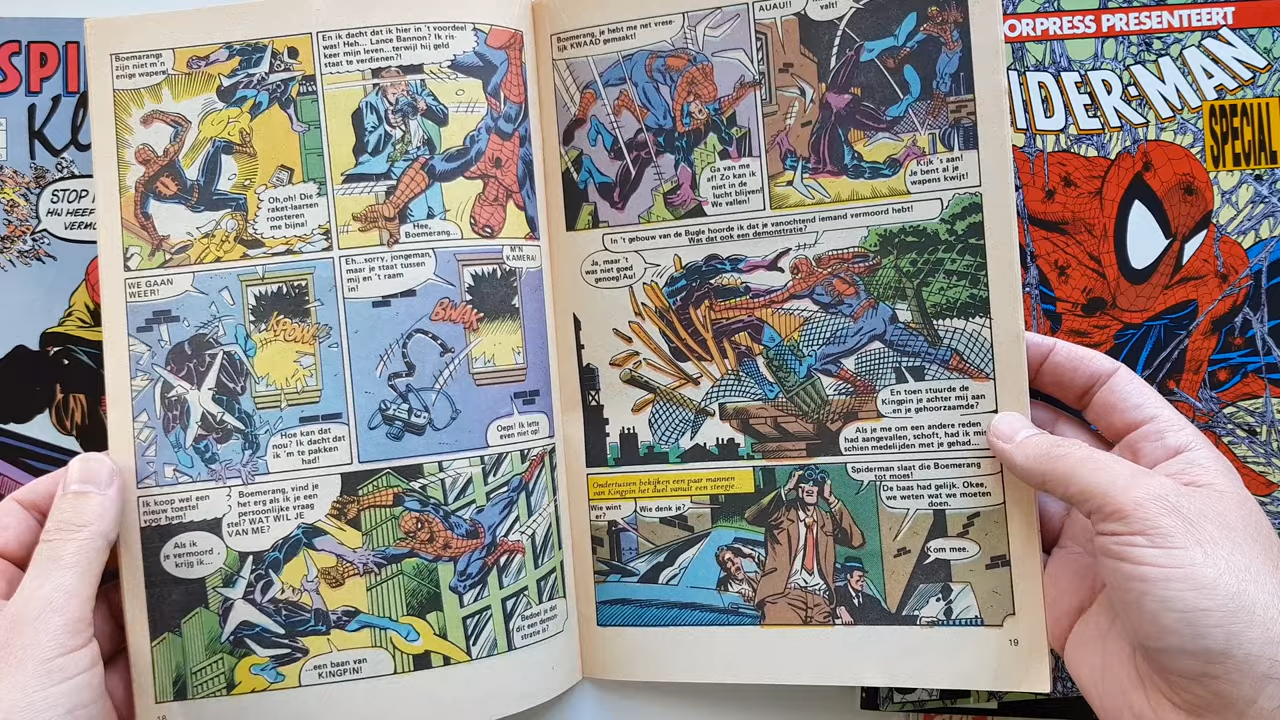 SPI
Kl
STOP
HIJ HEEF
VERMO
Boemarangs
zijn niet m'n
enige wapen!
Oh,oh! Die
raket-laarsen
roosteren
me bijna!
En ik dacht dat ik hier in 't voordeel
was! Heh... Lance Bannon? Ik ris-
keer mijn leven...terwijl hij geld
staat te verdienen?!
Hee,
Boemerang...
WE GAAN
WEER!
KPOW!
Hoe kan dat
nou? Ik dacht dat
ik 'm te pakken
had!
Eh...sorry, jongeman,
maar je staat tussen
mij en 't raam
in!
M'N
KAMERA!
BWAK
Oeps! Ik lette
even niet op!
Ik koop wel een
nieuw toestel
voor hem!
Boemerang, vind je
het erg als ik je een
persoonlijke vraag
stel? WAT WIL JE
VAN ME?
Als ik
je vermoord
krijg ik...
...een baan van
KINGPIN!
Bedoel je dat
dit een demon-
stratie is?
18
Boemerang, je hebt me net vrese-
lijk KWAAD gemaakt!
Ga van me
af! Zo kan ik
niet in de
lucht blijven!
We vallen!
AUAU!!
valt!
Kijk 's aan!
Je bent al je
wapens kwijt!
In 't gebouw van de Bugle hoorde ik dat je vanochtend iemand vermoord hebt!
Was dat ook een demonstratie?
Ja, maar 't
was niet goed
genoeg!Au!
En toen stuurde de
Kingpin je achter mij aan
...en je gehoorzaamde?
Als je me om een andere reden
had aangevallen, schoft, had ik mis
schien medelijden met je gehad...
Ondertussen bekijken een paar mannen
van Kingpin het duel vanuit een steegje...
Wie wint
er?
Wie denk je?
Spiderman slaat die Boemerang
tot moes!
De baas had gelijk. Okee,
we weten wat we moeten
doen.
Kom mee.
19
ORPRESS PRESENTEERT
IDER-MAN
SPECIAL